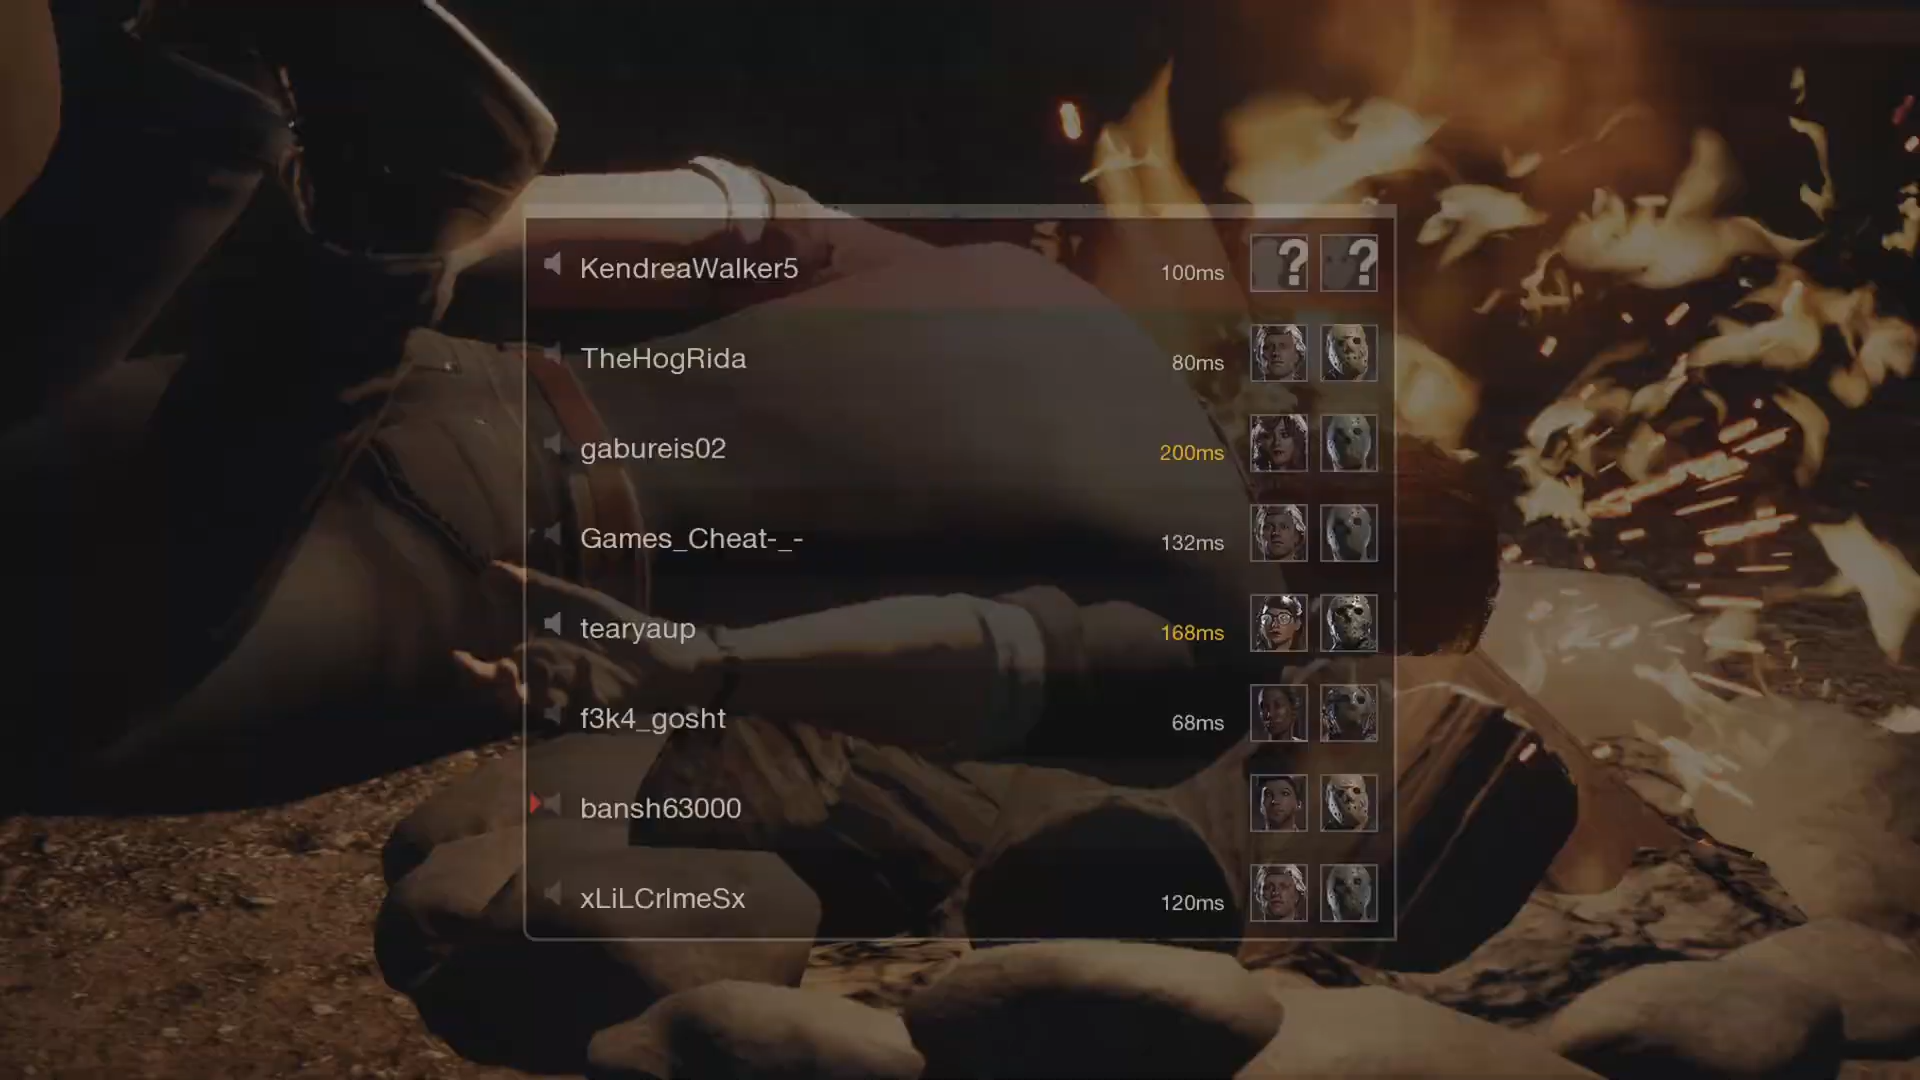 KendreaWalker5 100ms ? ?
TheHogRida 80ms
gabureis02 200ms
Games_Cheat-_- 132ms
tearyaup 168ms
f3k4_gosht 68ms
bansh63000
xLiLCrImeSx 120ms